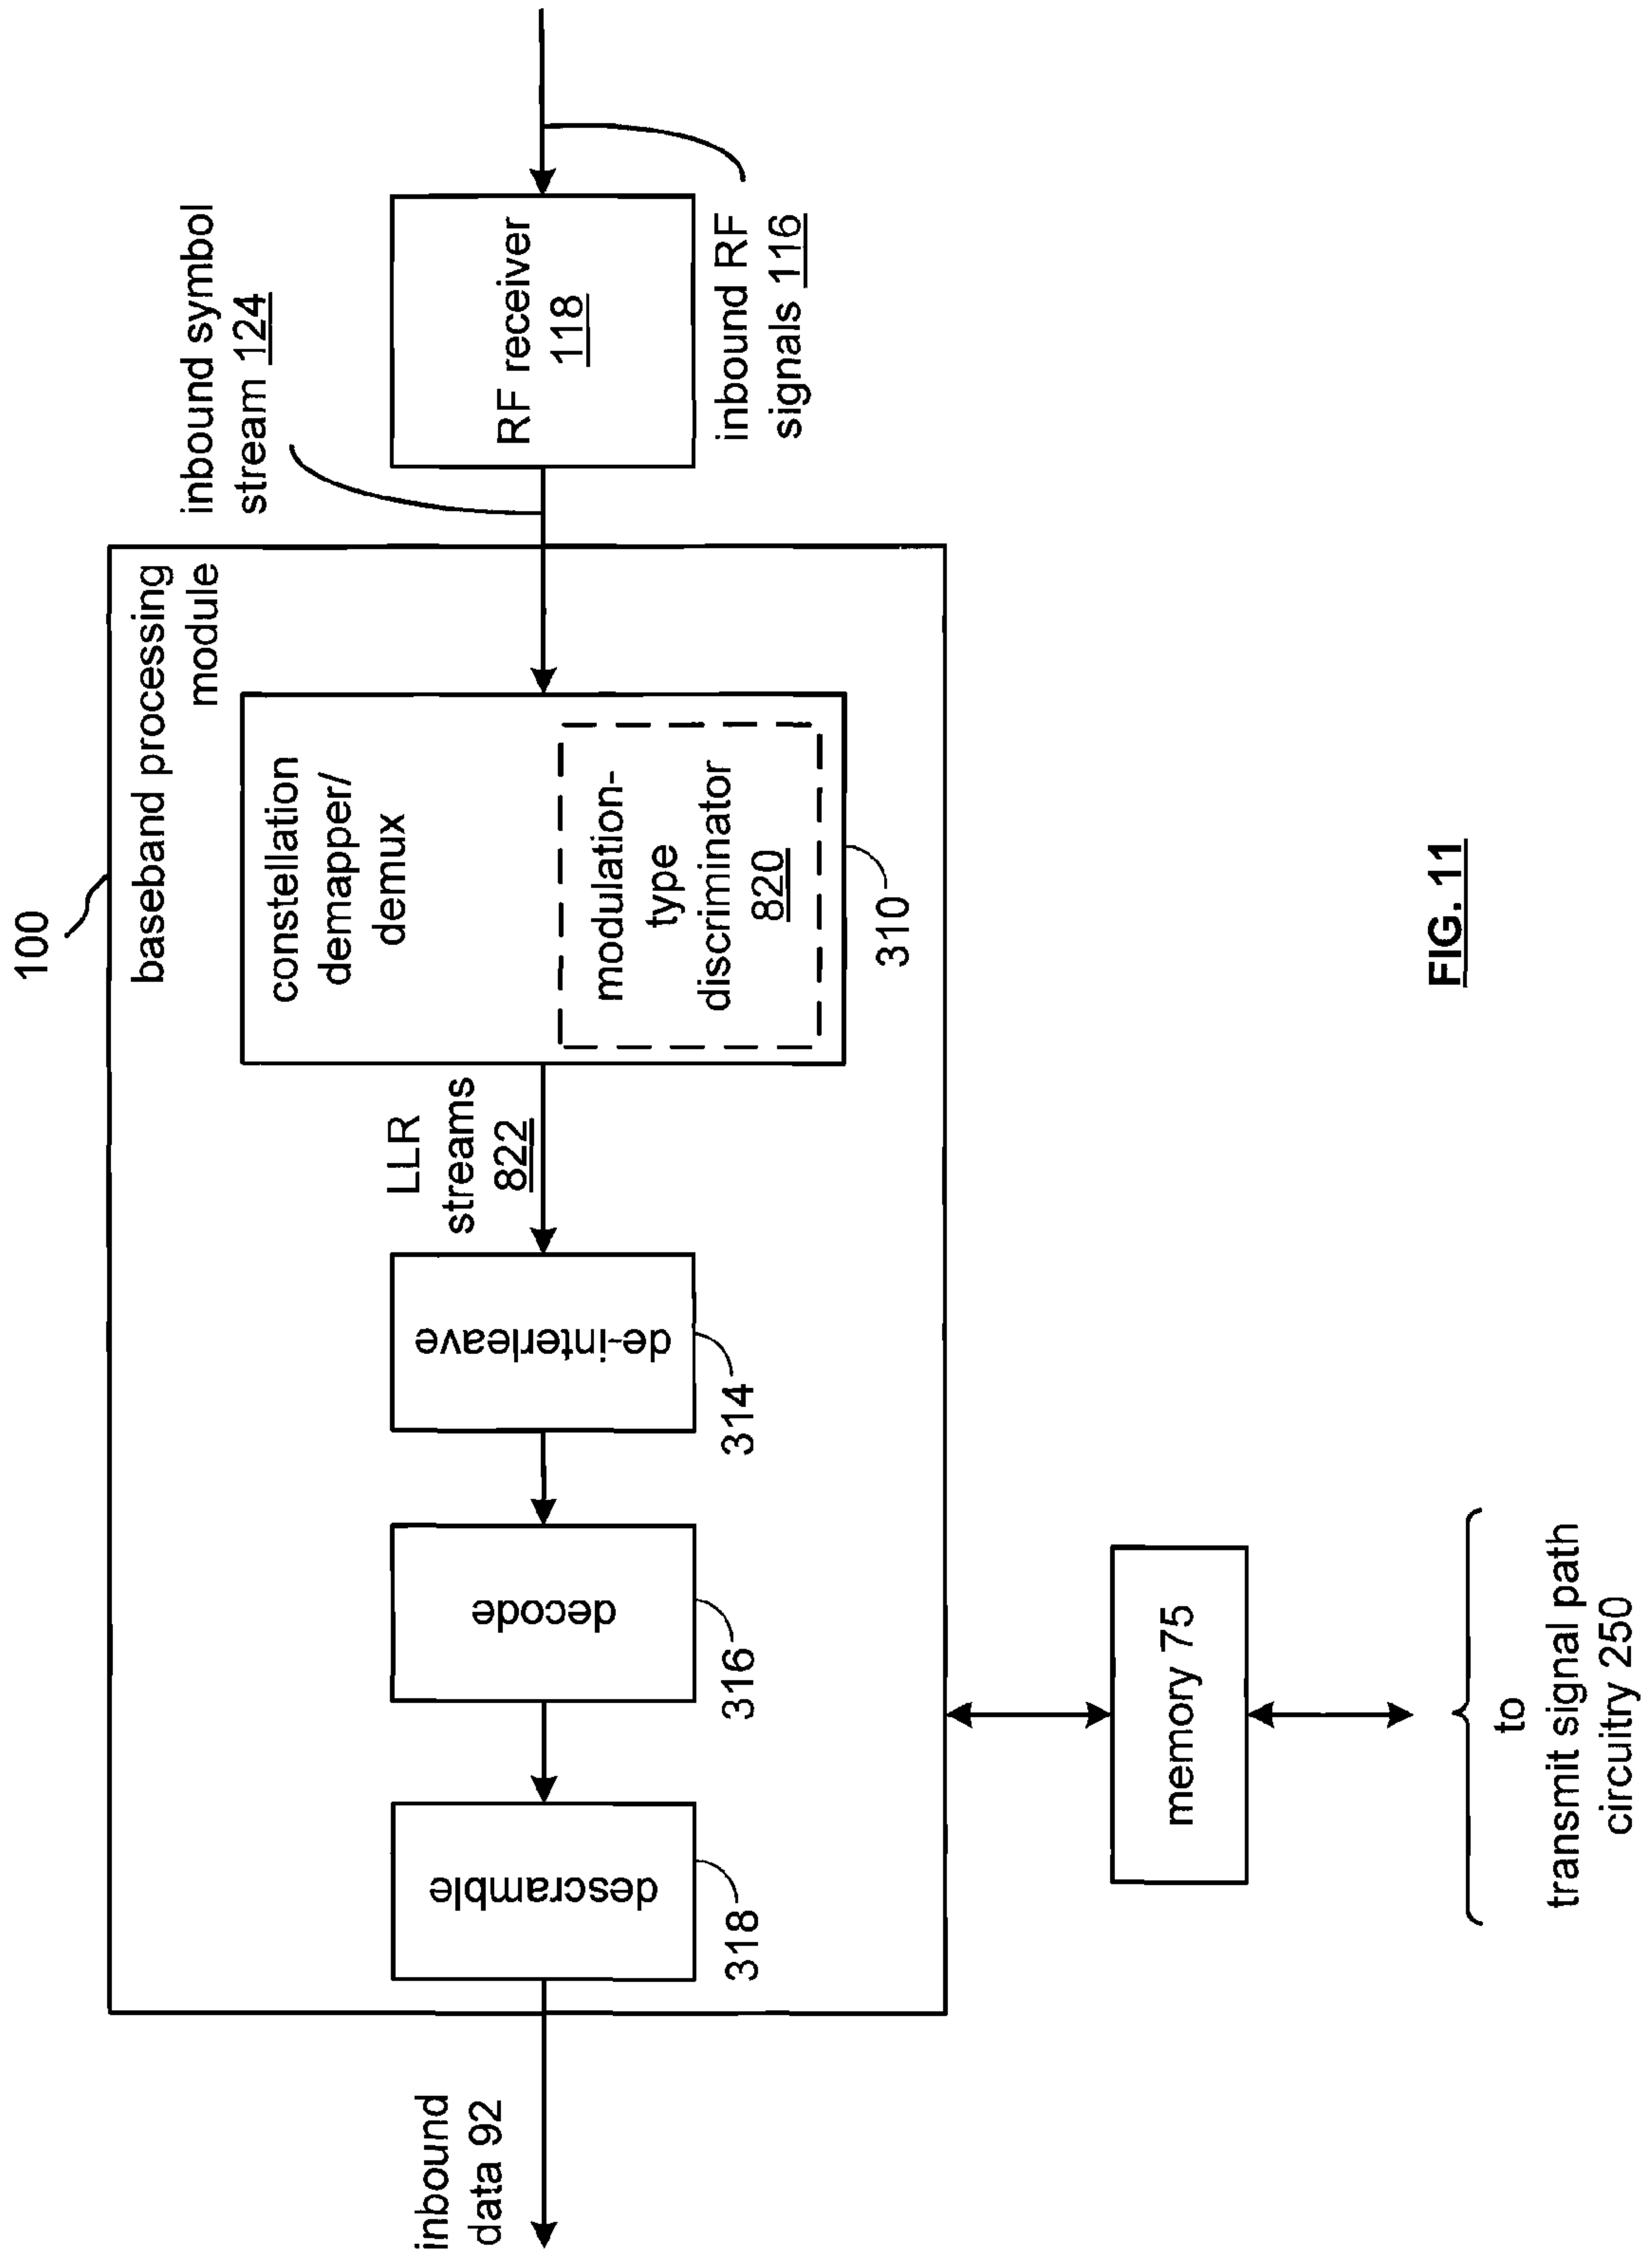 100
baseband processing
module
inbound symbol
stream 124
RF receiver
118
inbound RF
signals 116
constellation
demapper/
demux
modulation-
type
discriminator
820
310
LLR
streams
822
de-interleave
314
decode
316
descramble
318
inbound
data 92
memory 75
to
transmit signal path
circuitry 250
FIG. 11